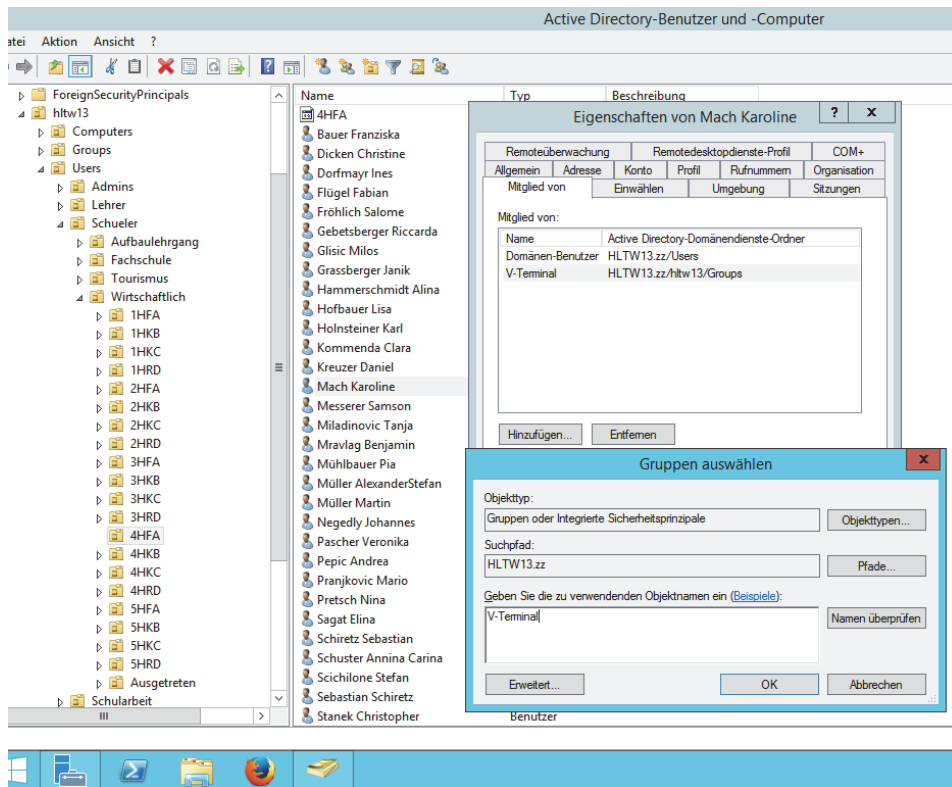 Active Directory-Benutzer und -Computer
atei Aktion Ansicht ?
ForeignSecurityPrincipals
hltw13
Computers
Groups
Users
Admins
Lehrer
Schueler
Aufbaulehrgang
Fachschule
Tourismus
Wirtschaftlich
1HFA
1HKB
1HKC
1HRD
2HFA
2HKB
2HKC
2HRD
3HFA
3HKB
3HKC
3HRD
4HFA
4HKB
4HKC
4HRD
5HFA
5HKB
5HKC
5HRD
Ausgetreten
Schularbeit
Name Typ Beschreibung
4HFA
Bauer Franziska
Dicken Christine
Dorfmayr Ines
Flügel Fabian
Fröhlich Salome
Gebetsberger Riccarda
Glisic Milos
Grassberger Janik
Hammerschmidt Alina
Hofbauer Lisa
Holnsteiner Karl
Kommenda Clara
Kreuzer Daniel
Mach Karoline
Messerer Samson
Miladinovic Tanja
Mravlag Benjamin
Mühlbauer Pia
Müller AlexanderStefan
Müller Martin
Negedly Johannes
Pascher Veronika
Pepic Andrea
Pranjkovic Mario
Pretsch Nina
Sagat Elina
Schiretz Sebastian
Schuster Annina Carina
Scichilone Stefan
Sebastian Schiretz
Stanek Christopher Benutzer
Eigenschaften von Mach Karoline ? x
Remoteüberwachung Remotedesktopdienste-Profil COM+
Allgemein Adresse Konto Profil Rufnummern Organisation
Mitglied von Einwählen Umgebung Sitzungen
Mitglied von:
Name Active Directory-Domänendienste-Ordner
Domänen-Benutzer HLTW13.zz/Users
V-Terminal HLTW13.zz/hltw13/Groups
Hinzufügen... Entfernen
Gruppen auswählen x
Objekttyp:
Gruppen oder Integrierte Sicherheitsprinzipale Objekttypen...
Suchpfad:
HLTW13.zz Pfade...
Geben Sie die zu verwendenden Objektnamen ein (Beispiele):
V-Terminal Namen überprüfen
Erweitert... OK Abbrechen